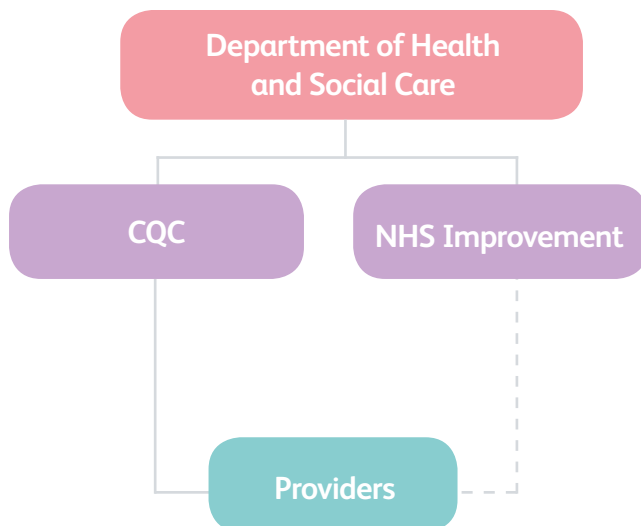 Department of Health
and Social Care
CQC
NHS Improvement
Providers